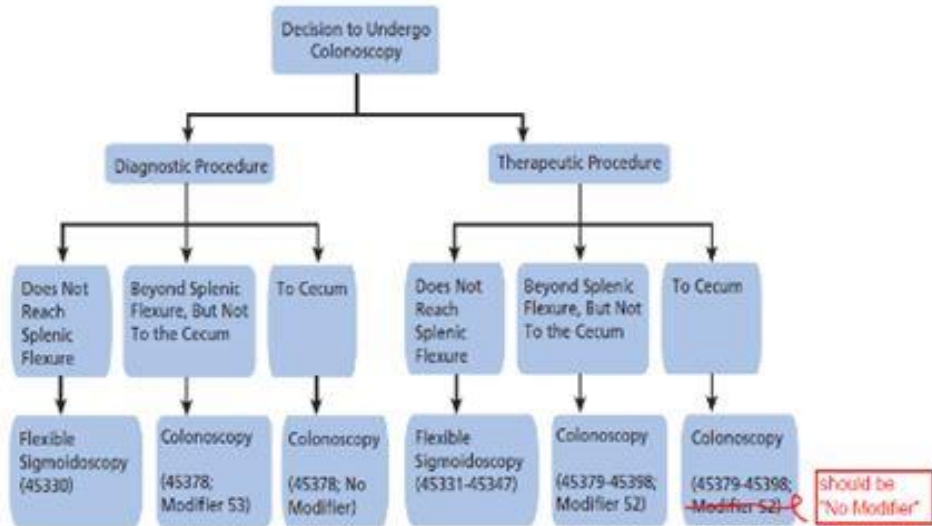 Decision to Undergo
Colonoscopy
Diagnostic Procedure
Therapeutic Procedure
Does Not
Reach
Splenic
Flexure
Beyond Splenic
Flexure, But Not
To the Cecum
To Cecum
Does Not
Reach
Splenic
Flexure
Beyond Splenic
Flexure, But Not
To the Cecum
To Cecum
Flexible
Sigmoidoscopy
(45330)
Colonoscopy
(45378;
Modifier 53)
Colonoscopy
(45378; No
Modifier)
Flexible
Sigmoidoscopy
(45331-45347)
Colonoscopy
(45379-45398;
Modifier 52)
Colonoscopy
(45379-45398;
Modifier 52)
should be
"No Modifier"